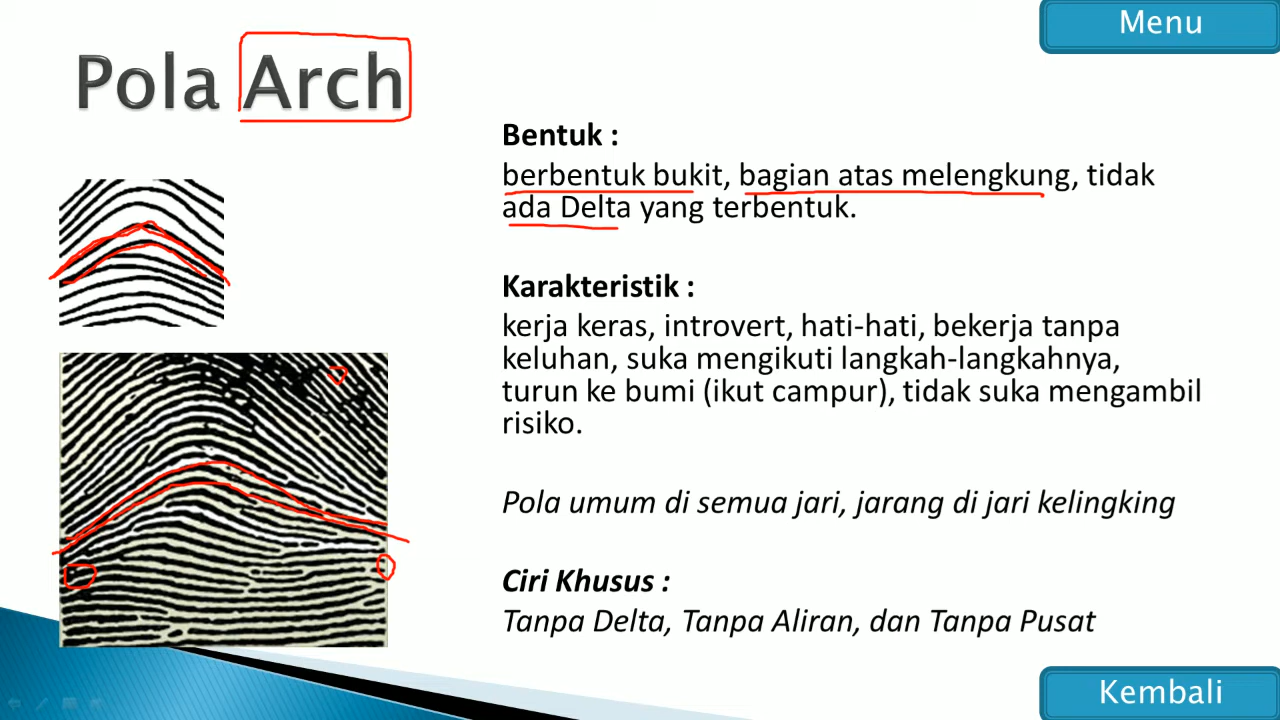 Menu
Pola Arch
Bentuk :
berbentuk bukit, bagian atas melengkung, tidak
ada Delta yang terbentuk.
Karakteristik :
kerja keras, introvert, hati-hati, bekerja tanpa
keluhan, suka mengikuti langkah-langkahnya,
turun ke bumi (ikut campur), tidak suka mengambil
risiko.
Pola umum di semua jari, jarang di jari kelingking
Ciri Khusus :
Tanpa Delta, Tanpa Aliran, dan Tanpa Pusat
Kembali